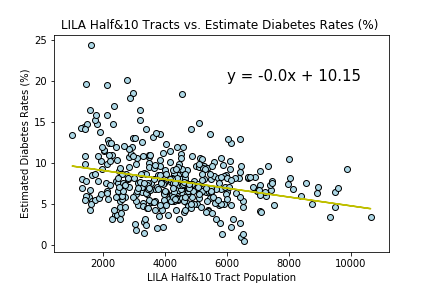 LILA Half&10 Tracts vs. Estimate Diabetes Rates (%)
y = -0.0x + 10.15
Estimated Diabetes Rates (%)
25
20
15
10
5
0
2000 4000 6000 8000 10000
LILA Half&10 Tract Population